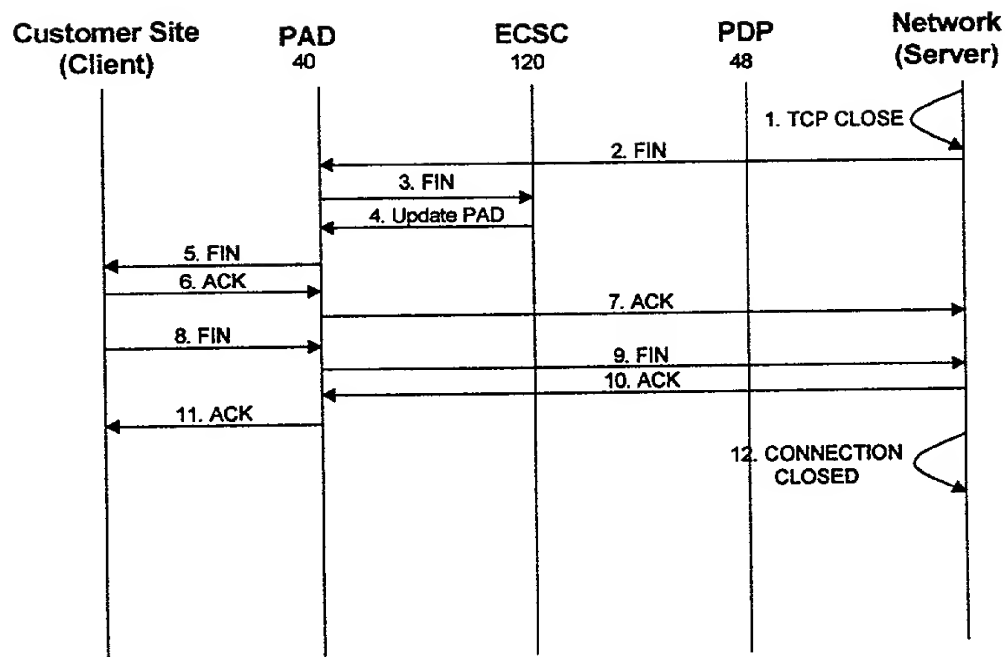 Customer Site
(Client)
PAD
40
ECSC
120
PDP
48
Network
(Server)
1. TCP CLOSE
2. FIN
3. FIN
4. Update PAD
5. FIN
6. ACK
7. ACK
8. FIN
9. FIN
10. ACK
11. ACK
12. CONNECTION
CLOSED